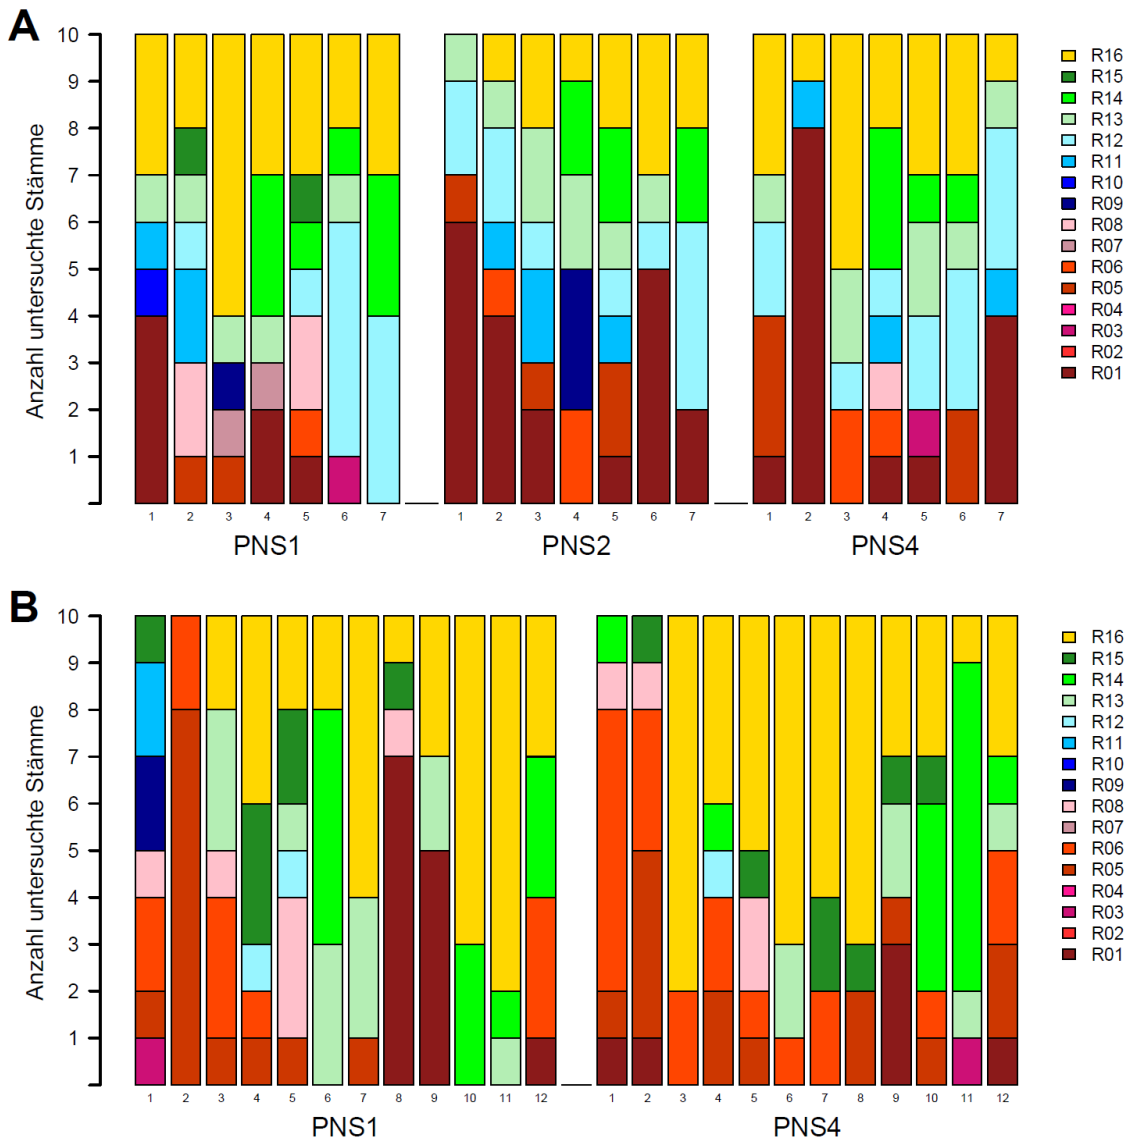 A
Anzahl untersuchte Stämme
10
9
8
7
6
5
4
3
2
1
1 2 3 4 5 6 7 1 2 3 4 5 6 7 1 2 3 4 5 6 7
PNS1 PNS2 PNS4
R16
R15
R14
R13
R12
R11
R10
R09
R08
R07
R06
R05
R04
R03
R02
R01
B
Anzahl untersuchte Stämme
10
9
8
7
6
5
4
3
2
1
1 2 3 4 5 6 7 8 9 10 11 12 1 2 3 4 5 6 7 8 9 10 11 12
PNS1 PNS4
R16
R15
R14
R13
R12
R11
R10
R09
R08
R07
R06
R05
R04
R03
R02
R01